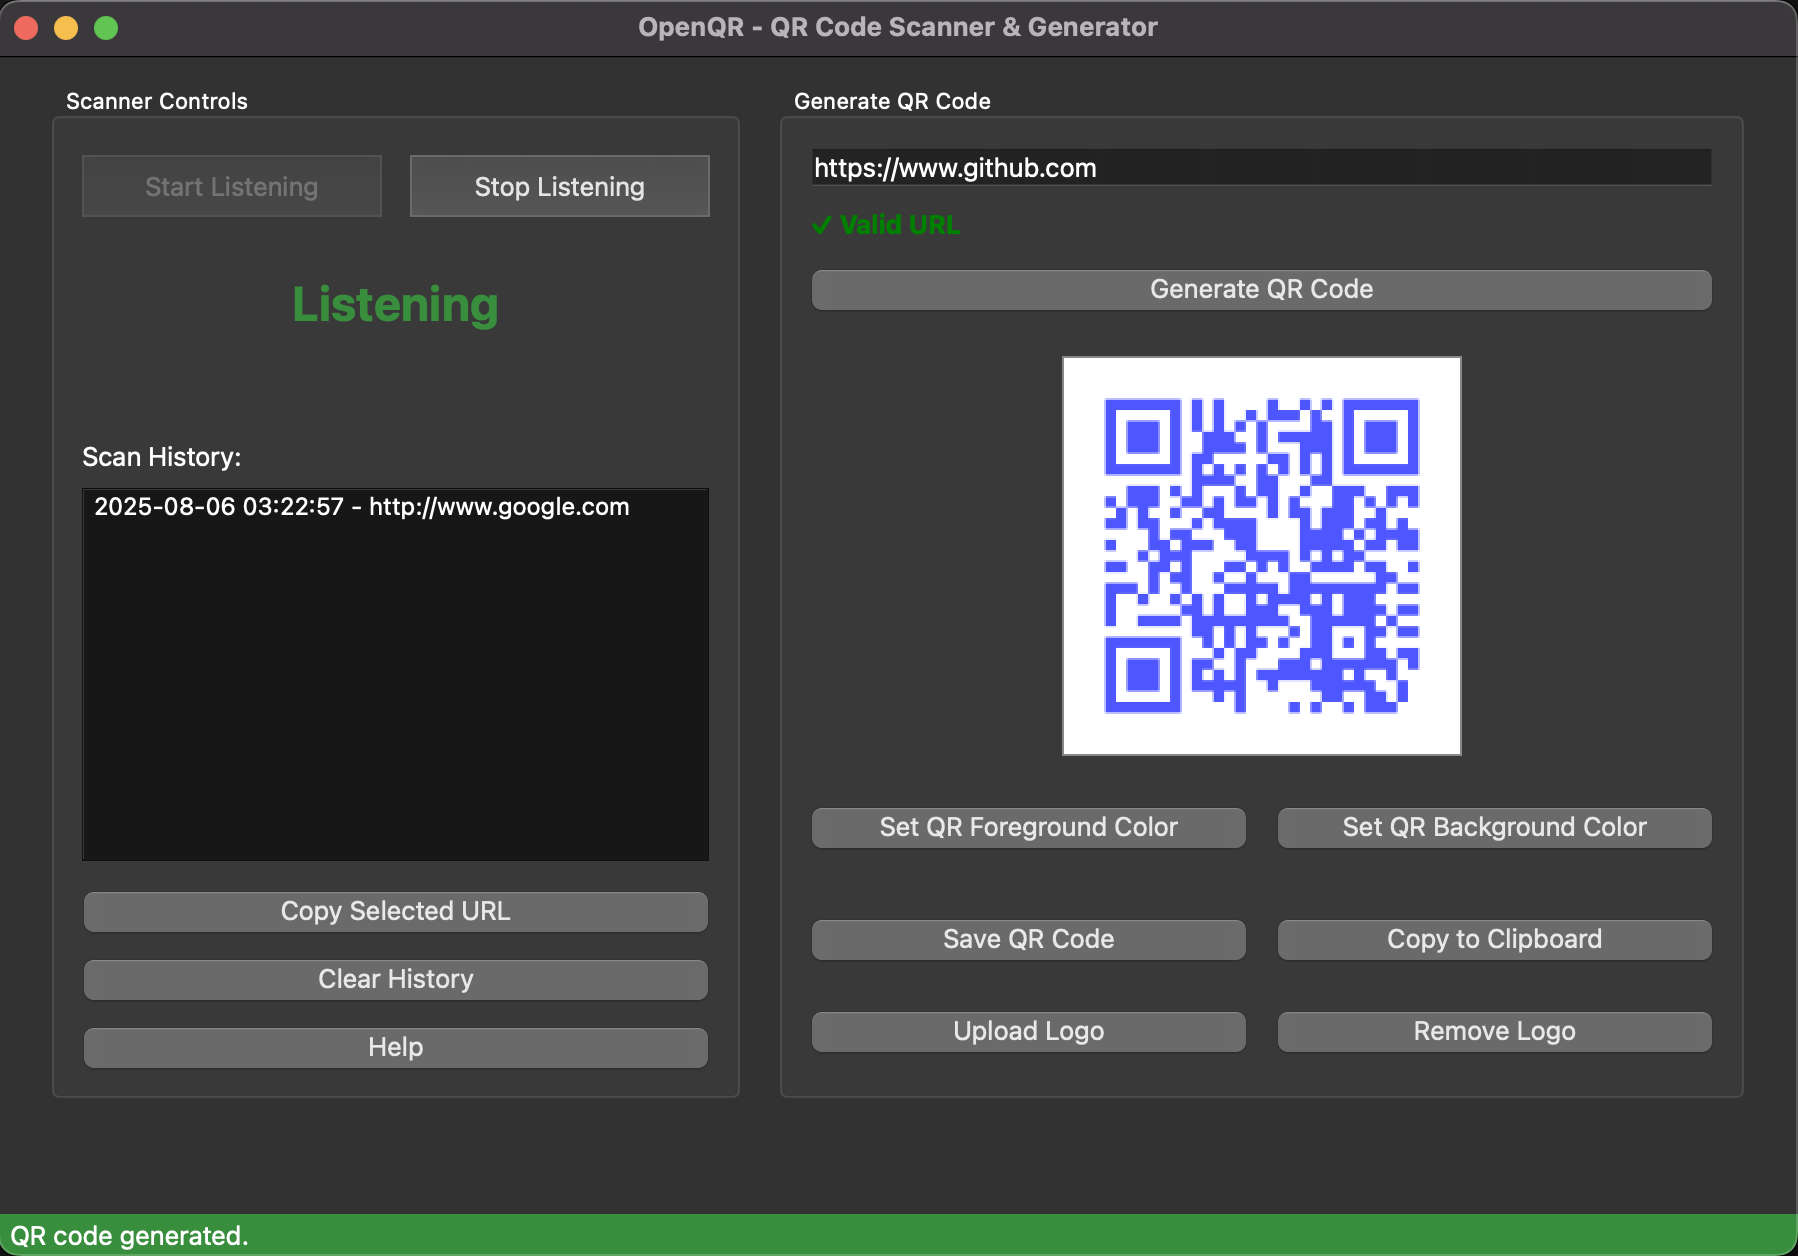 OpenQR - QR Code Scanner & Generator
Scanner Controls
Start Listening
Stop Listening
Listening
Scan History:
2025-08-06 03:22:57 - http://www.google.com
Copy Selected URL
Clear History
Help
Generate QR Code
https://www.github.com
✓ Valid URL
Generate QR Code
Set QR Foreground Color
Set QR Background Color
Save QR Code
Copy to Clipboard
Upload Logo
Remove Logo
QR code generated.